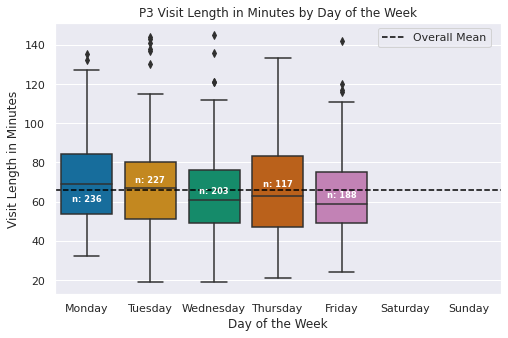 P3 Visit Length in Minutes by Day of the Week
Overall Mean
Visit Length in Minutes
140
120
100
80
60
40
20
n: 236
n: 227
n: 203
n: 117
n: 188
Monday Tuesday Wednesday Thursday Friday Saturday Sunday
Day of the Week